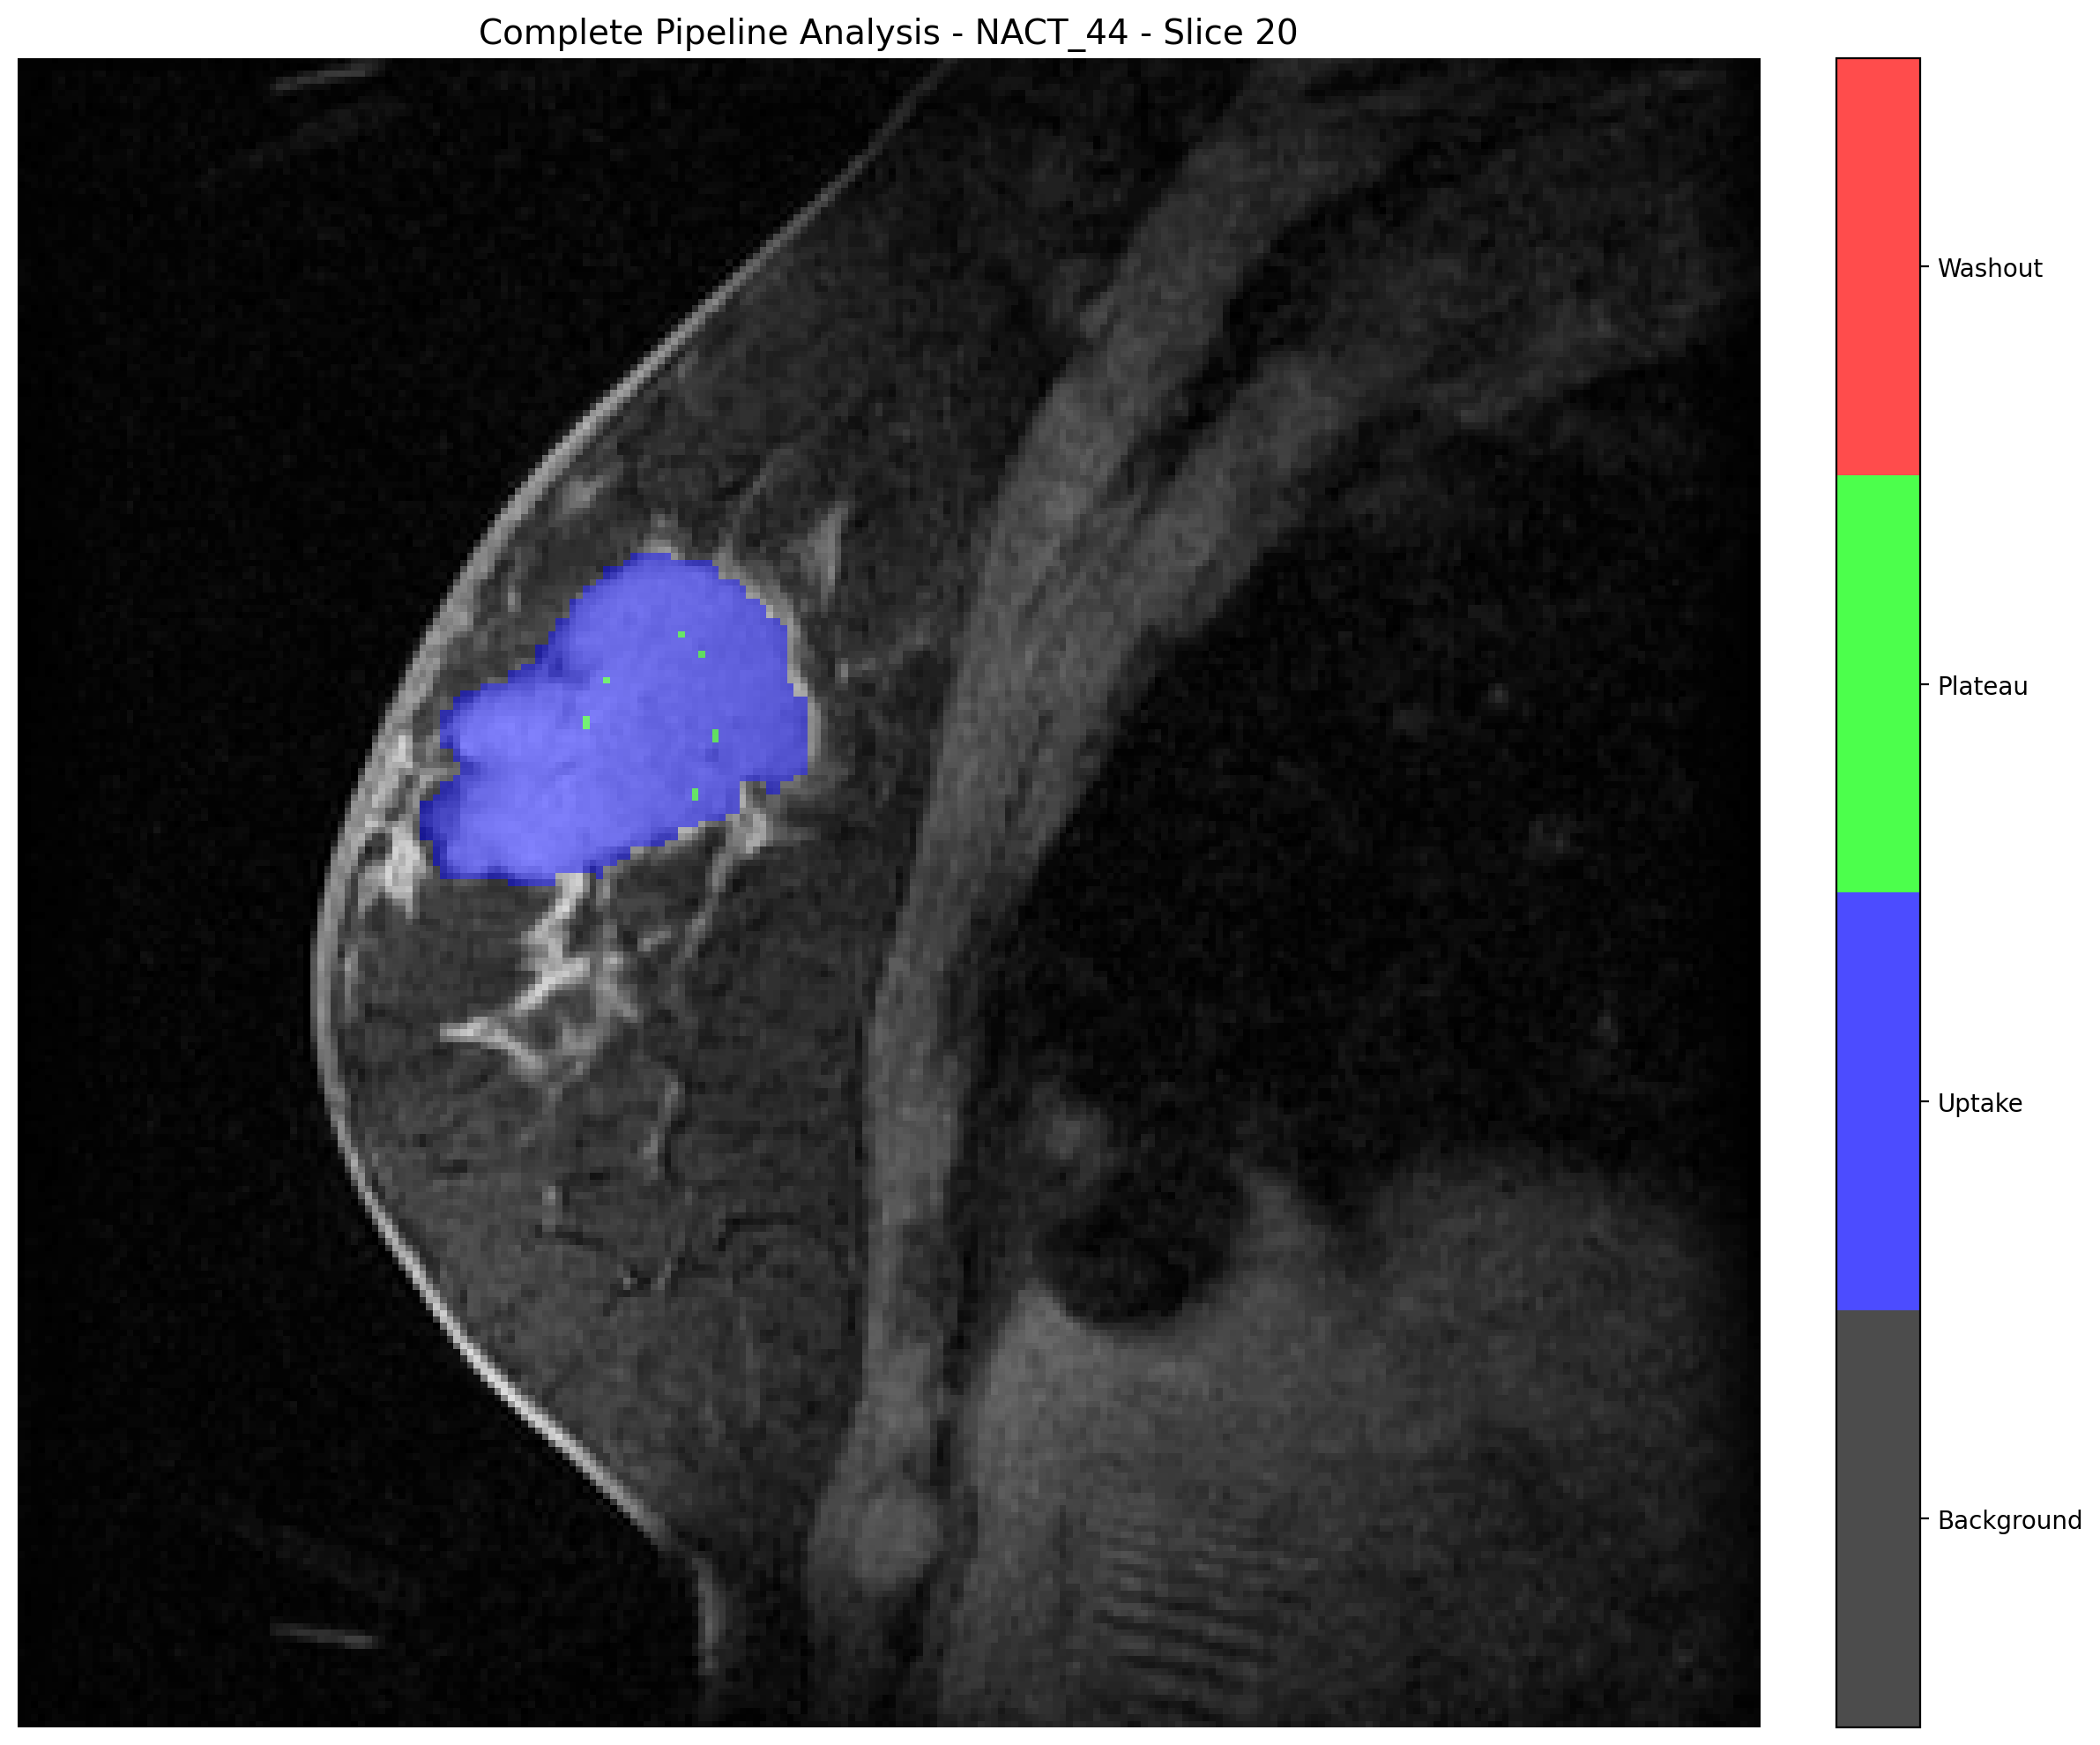 Complete Pipeline Analysis - NACT_44 - Slice 20
Washout
Plateau
Uptake
Background